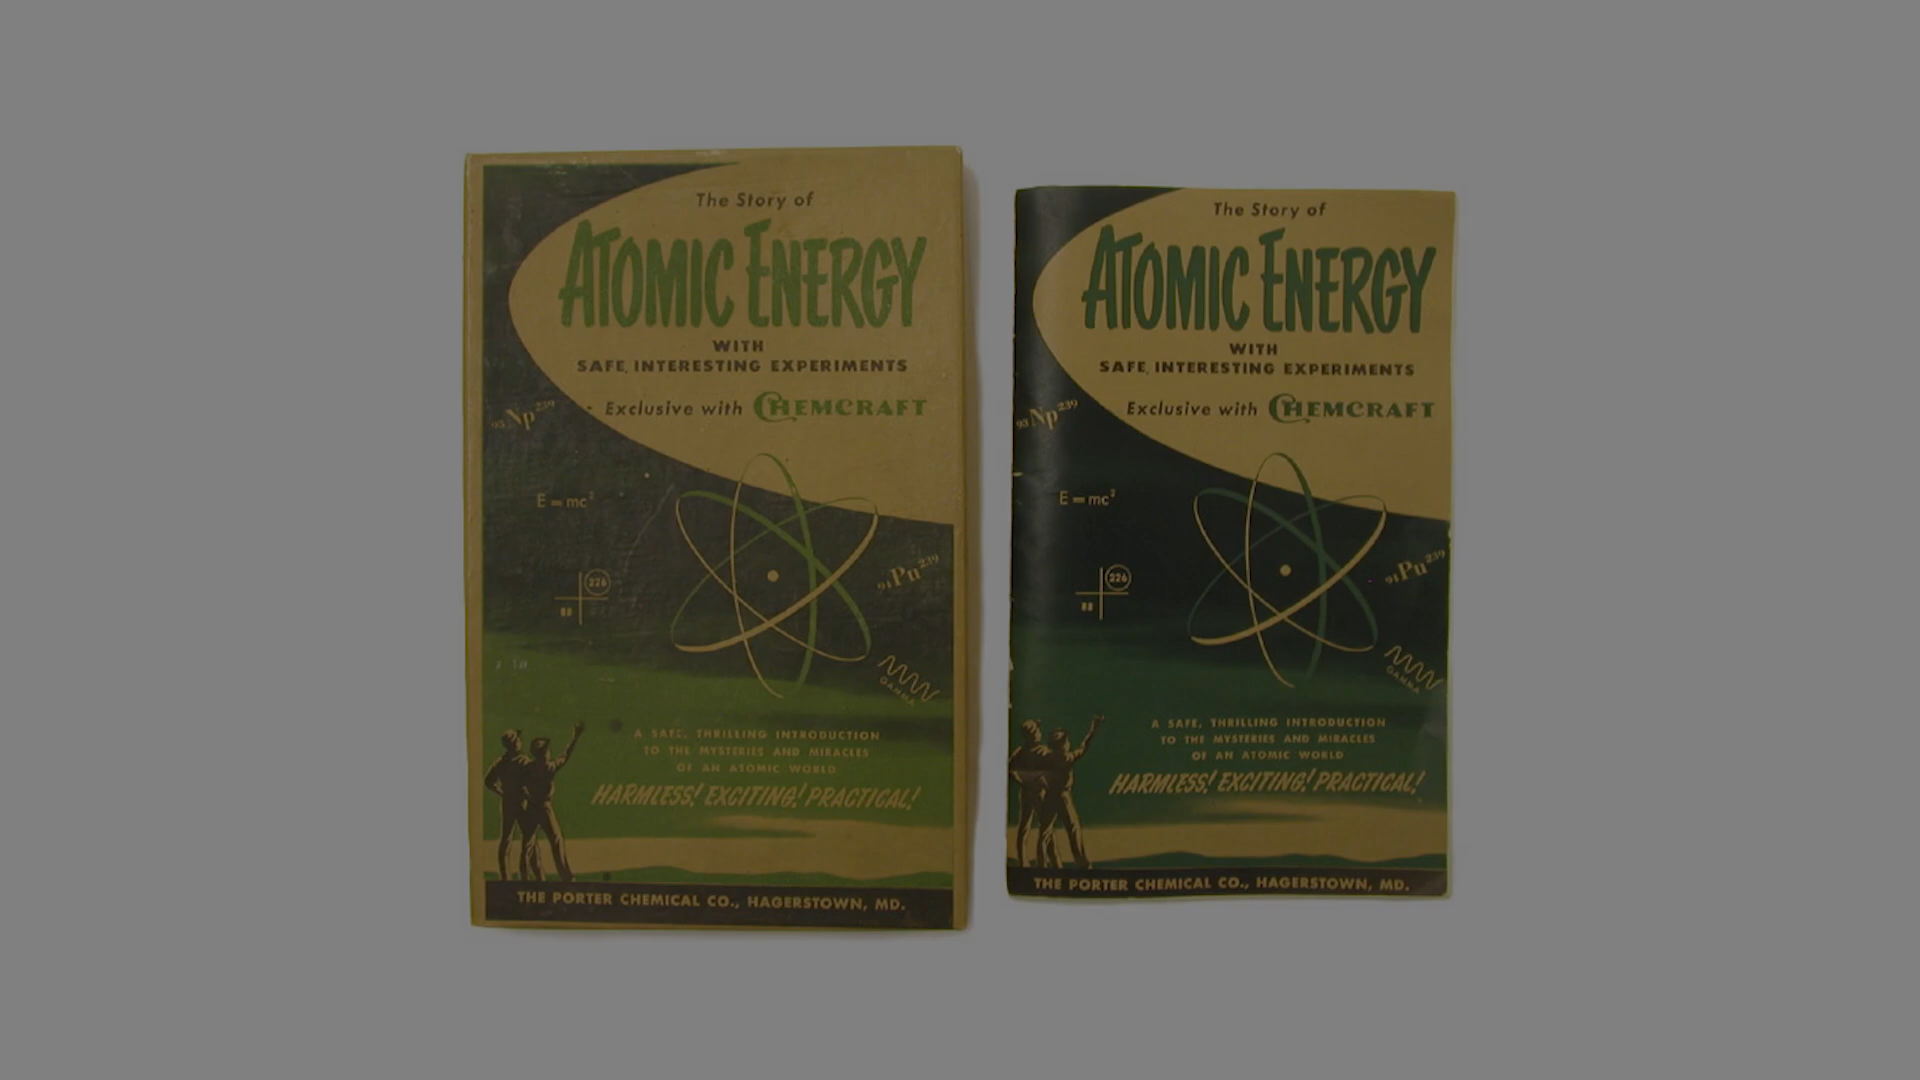 The Story of
ATOMIC ENERGY
WITH
SAFE, INTERESTING EXPERIMENTS
Exclusive with CHEMCRAFT
93Np239
E=mc²
226
88
94Pu239
GAMMA
A SAFE, THRILLING INTRODUCTION
TO THE MYSTERIES AND MIRACLES
OF AN ATOMIC WORLD
HARMLESS! EXCITING! PRACTICAL!
THE PORTER CHEMICAL CO., HAGERSTOWN, MD.
The Story of
ATOMIC ENERGY
WITH
SAFE, INTERESTING EXPERIMENTS
Exclusive with CHEMCRAFT
93Np239
E=mc²
226
88
94Pu239
GAMMA
A SAFE, THRILLING INTRODUCTION
TO THE MYSTERIES AND MIRACLES
OF AN ATOMIC WORLD
HARMLESS! EXCITING! PRACTICAL!
THE PORTER CHEMICAL CO., HAGERSTOWN, MD.